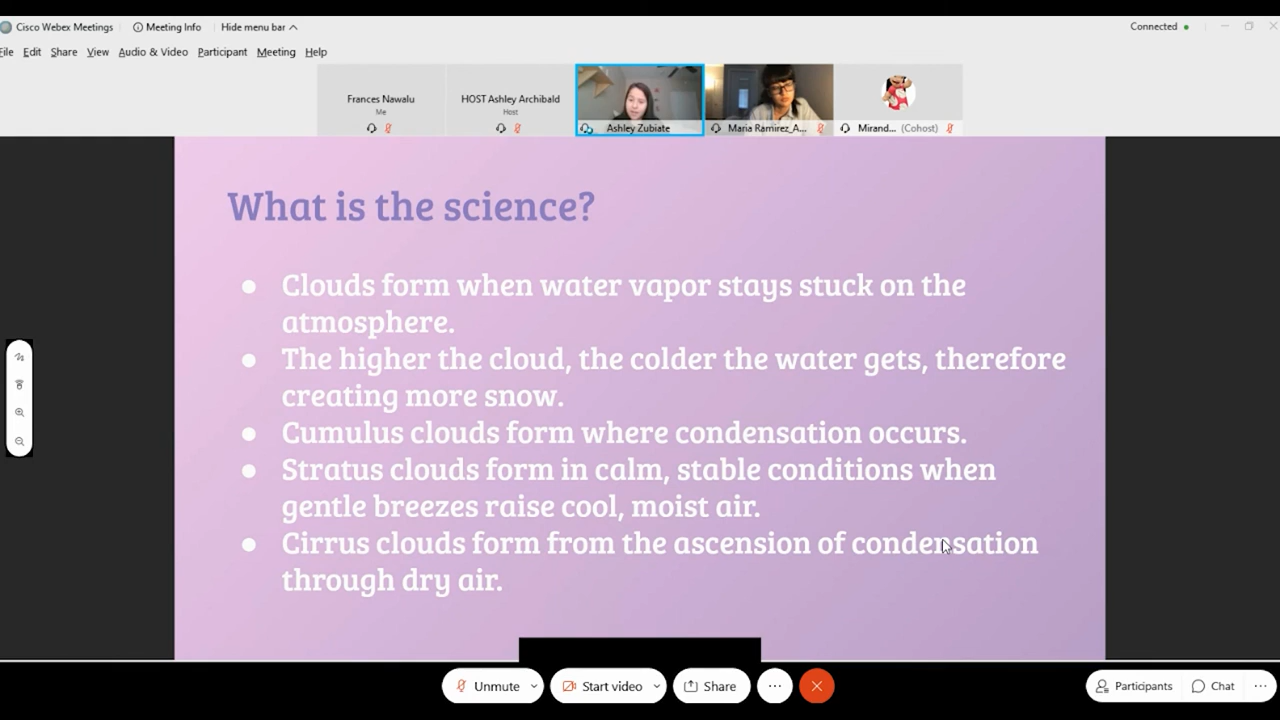 Cisco Webex Meetings
Meeting Info
Hide menu bar
Connected
File Edit Share View Audio & Video Participant Meeting Help
Frances Nawalu
Me
HOST Ashley Archibald
Host
Ashley Zubiate
Maria Ramirez_A...
Mirand... (Cohost)
What is the science?
● Clouds form when water vapor stays stuck on the
atmosphere.
● The higher the cloud, the colder the water gets, therefore
creating more snow.
● Cumulus clouds form where condensation occurs.
● Stratus clouds form in calm, stable conditions when
gentle breezes raise cool, moist air.
● Cirrus clouds form from the ascension of condensation
through dry air.
Unmute
Start video
Share
Participants
Chat